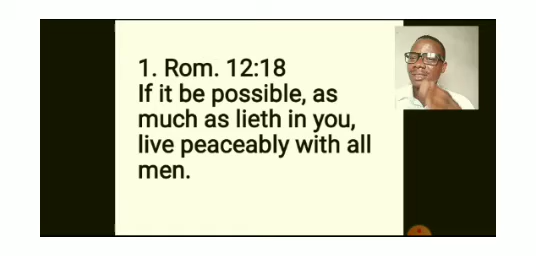 1. Rom. 12:18
If it be possible, as
much as lieth in you,
live peaceably with all
men.